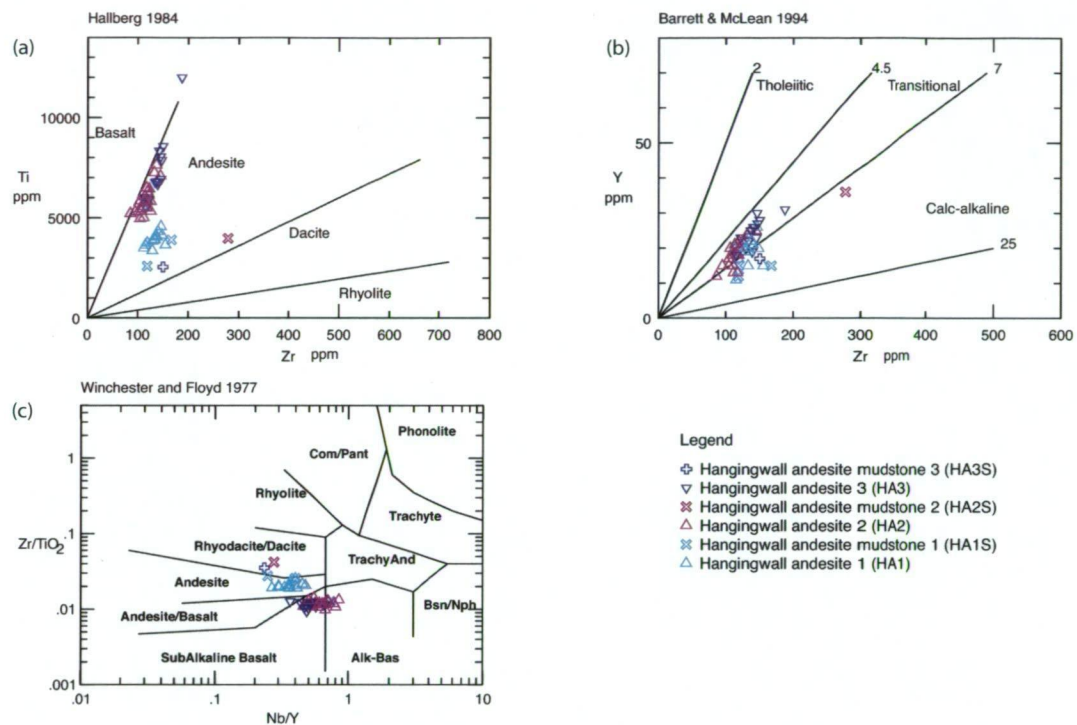 Hallberg 1984
(a)
Basalt
Andesite
Dacite
Rhyolite
10000
5000
0
Ti
ppm
0 100 200 300 400 500 600 700 800
Zr ppm
Barrett & McLean 1994
(b)
2
4.5
7
Tholeiitic
Transitional
Calc-alkaline
25
50
0
Y
ppm
0 100 200 300 400 500 600
Zr ppm
Winchester and Floyd 1977
(c)
Phonolite
Com/Pant
Rhyolite
Trachyte
Rhyodacite/Dacite
TrachyAnd
Andesite
Andesite/Basalt
Bsn/Nph
SubAlkaline Basalt
Alk-Bas
1
.1
.01
.001
Zr/TiO2
.01 .1 1 10
Nb/Y
Legend
Hangingwall andesite mudstone 3 (HA3S)
Hangingwall andesite 3 (HA3)
Hangingwall andesite mudstone 2 (HA2S)
Hangingwall andesite 2 (HA2)
Hangingwall andesite mudstone 1 (HA1S)
Hangingwall andesite 1 (HA1)